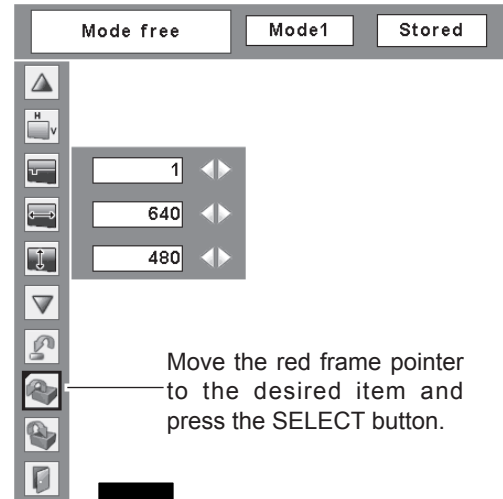 Mode free Mode1 Stored
H
V
1
640
480
Move the red frame pointer
to the desired item and
press the SELECT button.